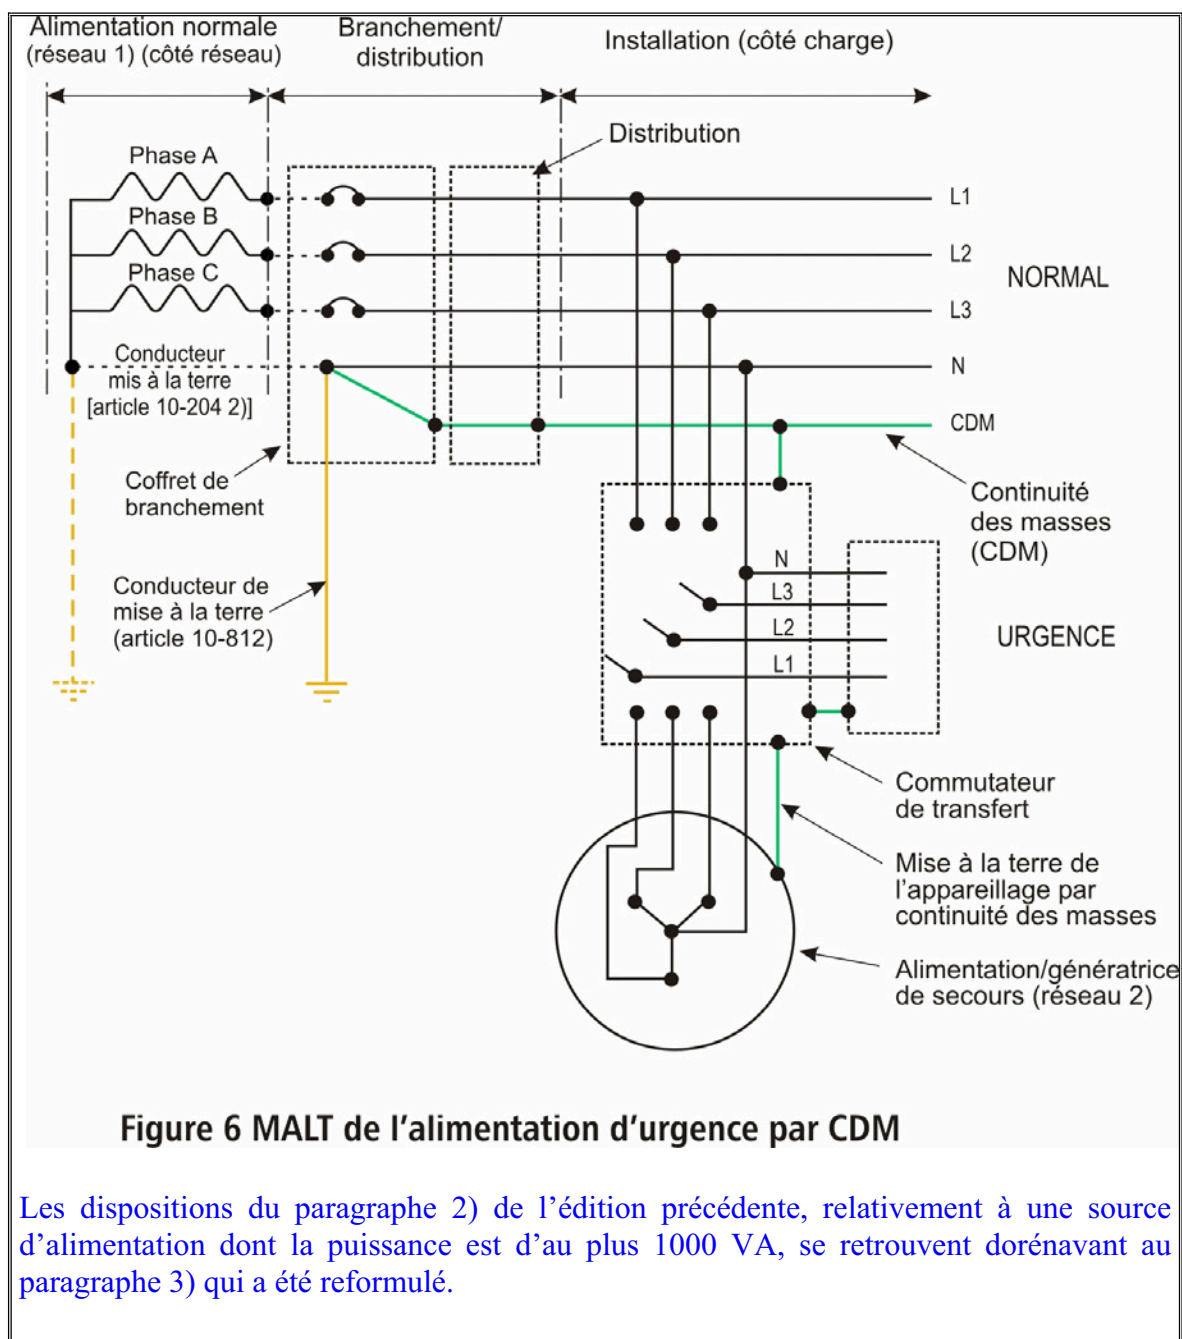 Alimentation normale
(réseau 1) (côté réseau)
Branchement/
distribution
Installation (côté charge)
Distribution
Phase A
Phase B
Phase C
L1
L2
L3
NORMAL
N
CDM
Conducteur
mis à la terre
[article 10-204 2)]
Coffret de
branchement
Continuité
des masses
(CDM)
Conducteur de
mise à la terre
(article 10-812)
N
L3
L2
L1
URGENCE
Commutateur
de transfert
Mise à la terre de
l’appareillage par
continuité des masses
Alimentation/génératrice
de secours (réseau 2)
Figure 6 MALT de l’alimentation d’urgence par CDM
Les dispositions du paragraphe 2) de l’édition précédente, relativement à une source
d’alimentation dont la puissance est d’au plus 1000 VA, se retrouvent dorénavant au
paragraphe 3) qui a été reformulé.